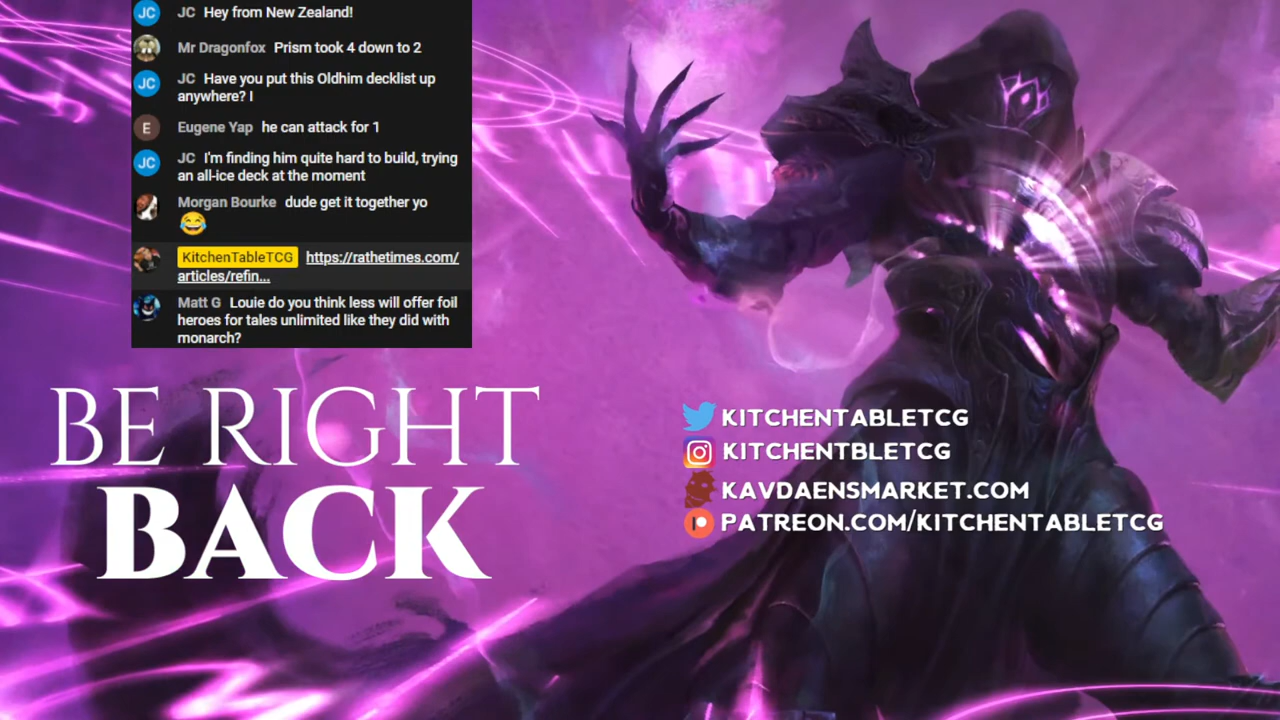 JC Hey from New Zealand!
Mr Dragonfox Prism took 4 down to 2
JC Have you put this Oldhim decklist up
anywhere? I
Eugene Yap he can attack for 1
JC I'm finding him quite hard to build, trying
an all-ice deck at the moment
Morgan Bourke dude get it together yo
😂
KitchenTableTCG https://rathetimes.com/
articles/refin...
Matt G Louie do you think less will offer foil
heroes for tales unlimited like they did with
monarch?
BE RIGHT
BACK
KITCHENTABLETCG
KITCHENTBLETCG
KAVDAENSMARKET.COM
PATREON.COM/KITCHENTABLETCG